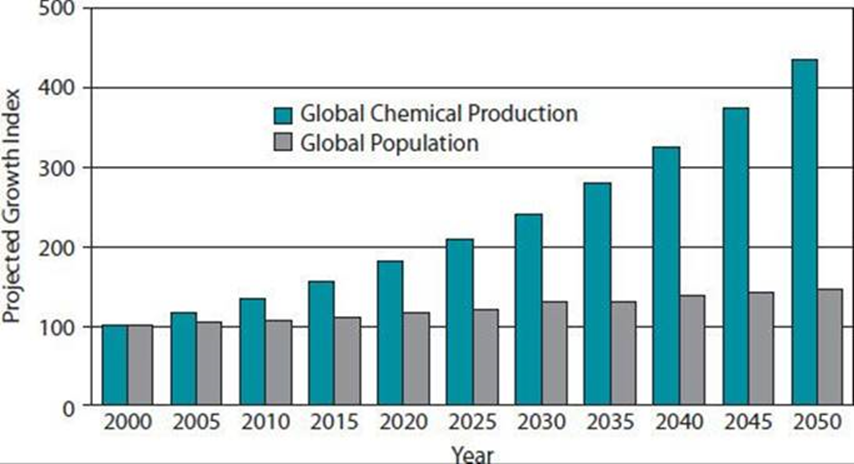 500
400
300
200
100
0
Projected Growth Index
Global Chemical Production
Global Population
2000 2005 2010 2015 2020 2025 2030 2035 2040 2045 2050
Year